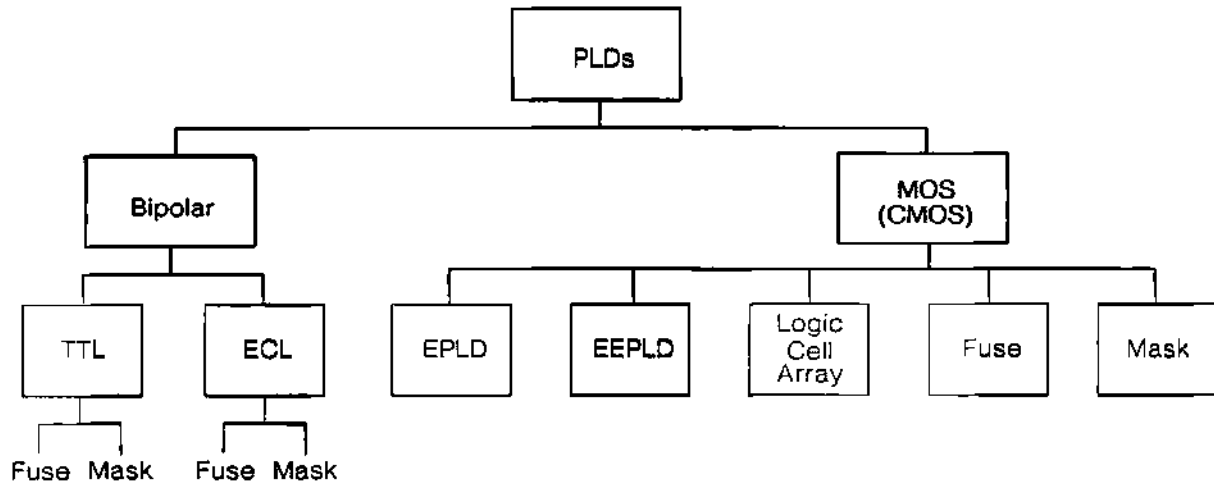 PLDs
Bipolar
MOS
(CMOS)
TTL
ECL
EPLD
EEPLD
Logic
Cell
Array
Fuse
Mask
Fuse Mask
Fuse Mask